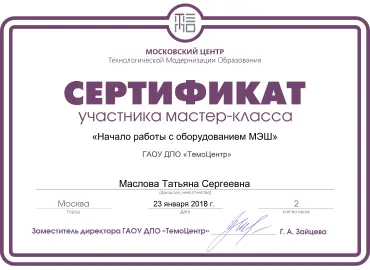 ТЕМО
МОСКОВСКИЙ ЦЕНТР
Технологической Модернизации Образования
СЕРТИФИКАТ
участника мастер-класса
«Начало работы с оборудованием МЭШ»
ГАОУ ДПО «ТемоЦентр»
Маслова Татьяна Сергеевна
(фамилия, имя, отчество)
Москва 23 января 2018 г. 2
Город Дата Кол-во часов
Заместитель директора ГАОУ ДПО «ТемоЦентр» Г. А. Зайцева